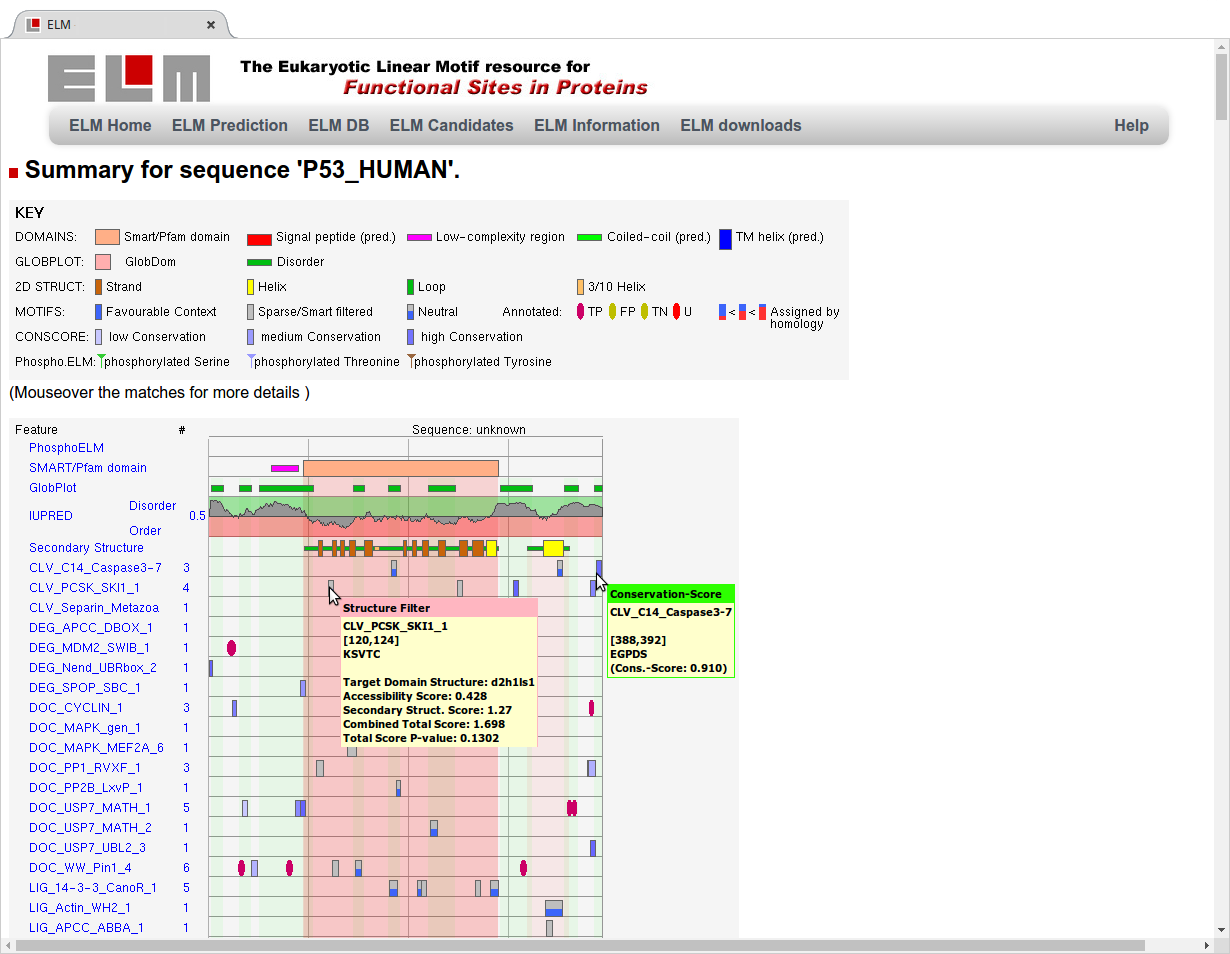 ELM
The Eukaryotic Linear Motif resource for
Functional Sites in Proteins
ELM Home ELM Prediction ELM DB ELM Candidates ELM Information ELM downloads Help
Summary for sequence 'P53_HUMAN'.
KEY
DOMAINS: Smart/Pfam domain Signal peptide (pred.) Low-complexity region Coiled-coil (pred.) TM helix (pred.)
GLOBPLOT: GlobDom Disorder
2D STRUCT: Strand Helix Loop 3/10 Helix
MOTIFS: Favourable Context Sparse/Smart filtered Neutral Annotated: TP FP TN U < < Assigned by
homology
CONSCORE: low Conservation medium Conservation high Conservation
Phospho.ELM: phosphorylated Serine phosphorylated Threonine phosphorylated Tyrosine
(Mouseover the matches for more details )
Feature # Sequence: unknown
PhosphoELM
SMART/Pfam domain
GlobPlot
Disorder
IUPRED 0.5
Order
Secondary Structure
CLV_C14_Caspase3-7 3
CLV_PCSK_SKI1_1 4
CLV_Separin_Metazoa 1
DEG_APCC_DBOX_1 1
DEG_MDM2_SWIB_1 1
DEG_Nend_UBRbox_2 1
DEG_SPOP_SBC_1 1
DOC_CYCLIN_1 3
DOC_MAPK_gen_1 1
DOC_MAPK_MEF2A_6 1
DOC_PP1_RVXF_1 3
DOC_PP2B_LxvP_1 1
DOC_USP7_MATH_1 5
DOC_USP7_MATH_2 1
DOC_USP7_UBL2_3 1
DOC_WW_Pin1_4 6
LIG_14-3-3_CanoR_1 5
LIG_Actin_WH2_1 1
LIG_APCC_ABBA_1 1
Structure Filter
CLV_PCSK_SKI1_1
[120,124]
KSVTC
Target Domain Structure: d2h1ls1
Accessibility Score: 0.428
Secondary Struct. Score: 1.27
Combined Total Score: 1.698
Total Score P-value: 0.1302
Conservation-Score
CLV_C14_Caspase3-7
[388,392]
EGPDS
(Cons.-Score: 0.910)